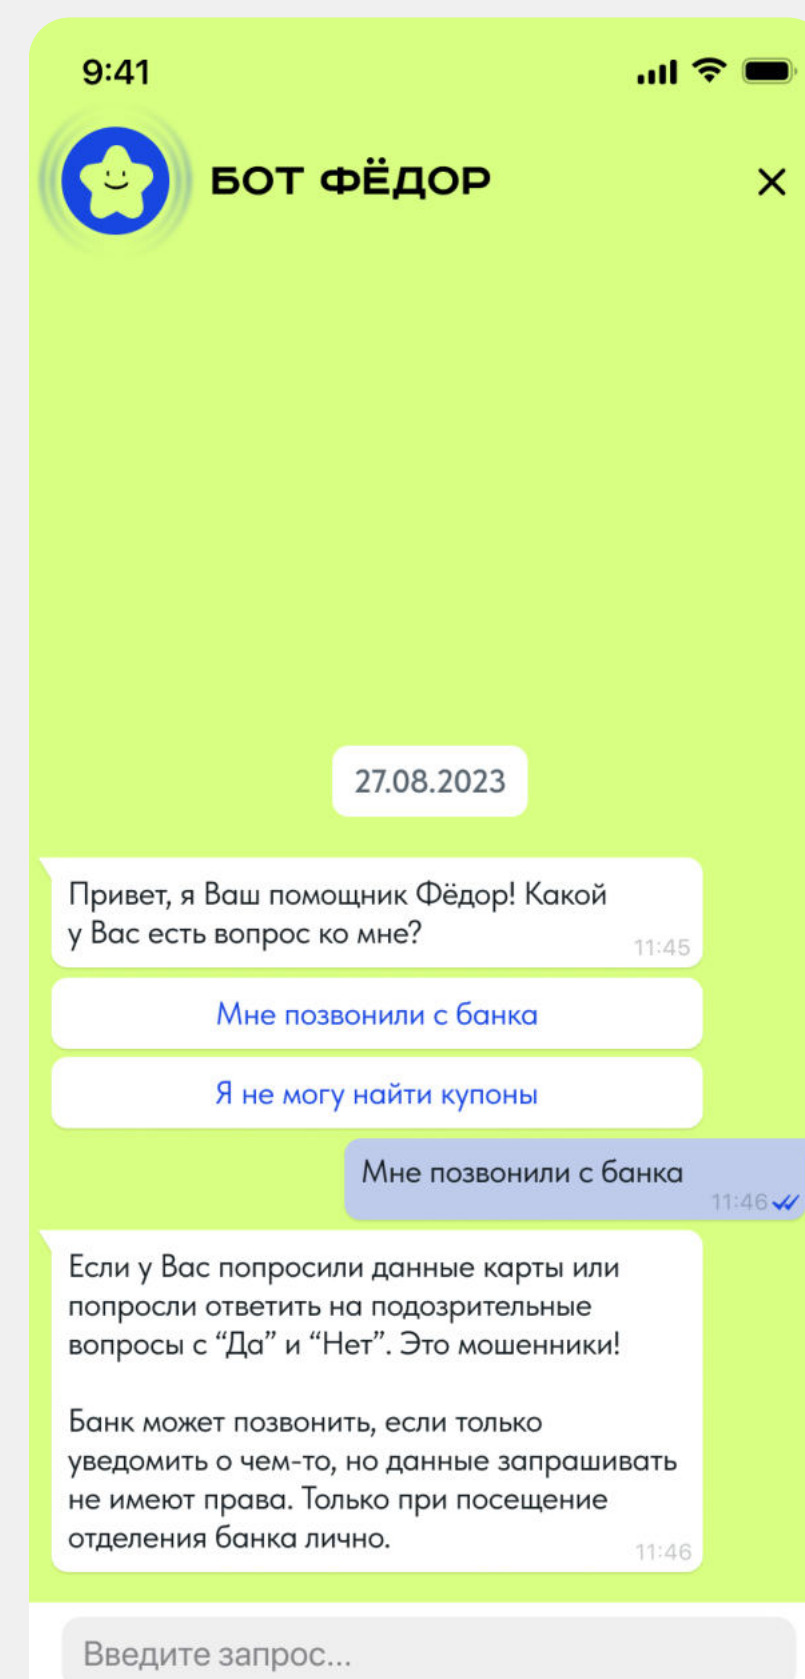 9:41
БОТ ФЁДОР
27.08.2023
Привет, я Ваш помощник Фёдор! Какой
у Вас есть вопрос ко мне?
11:45
Мне позвонили с банка
Я не могу найти купоны
Мне позвонили с банка
11:46
Если у Вас попросили данные карты или
попросли ответить на подозрительные
вопросы с “Да” и “Нет”. Это мошенники!
Банк может позвонить, если только
уведомить о чем-то, но данные запрашивать
не имеют права. Только при посещение
отделения банка лично.
11:46
Введите запрос...